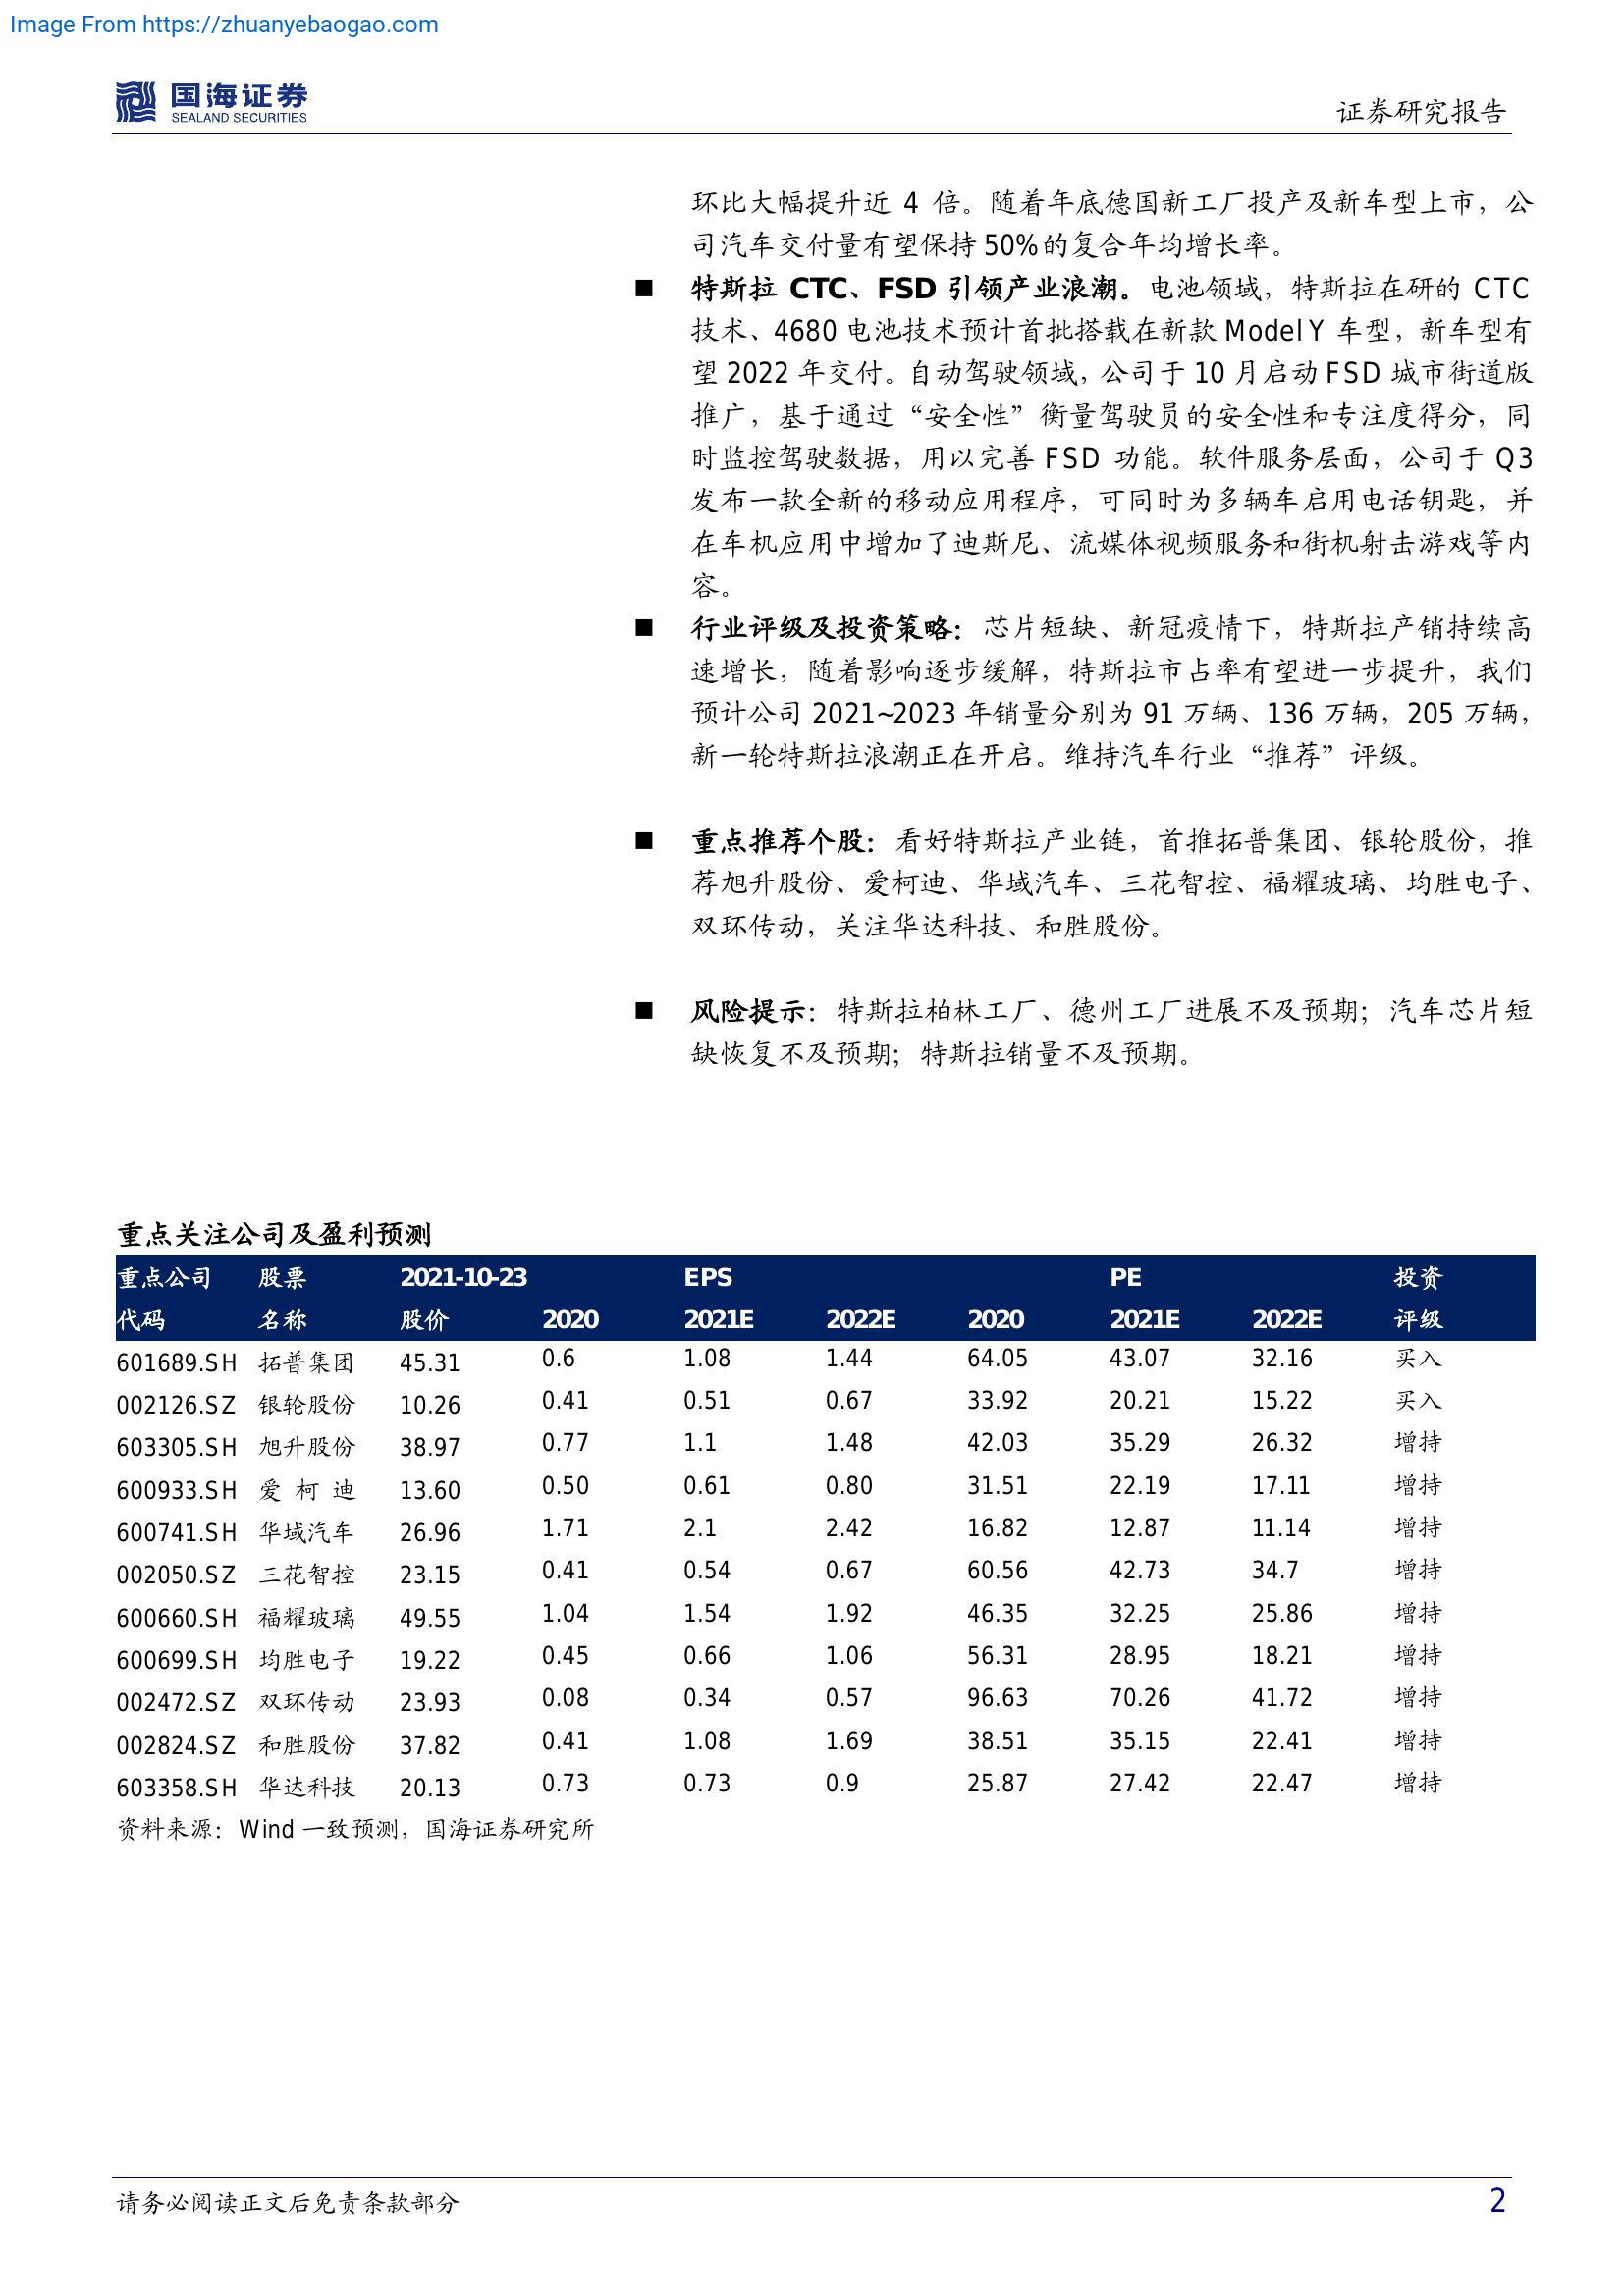 Image From https://zhuanyebaogao.com
国海证券
SEALAND SECURITIES
证券研究报告
环比大幅提升近 4 倍。随着年底德国新工厂投产及新车型上市，公
司汽车交付量有望保持 50%的复合年均增长率。
■ 特斯拉 CTC、FSD 引领产业浪潮。电池领域，特斯拉在研的 CTC
技术、4680 电池技术预计首批搭载在新款 Model Y 车型，新车型有
望 2022 年交付。自动驾驶领域，公司于 10 月启动 FSD 城市街道版
推广，基于通过“安全性”衡量驾驶员的安全性和专注度得分，同
时监控驾驶数据，用以完善 FSD 功能。软件服务层面，公司于 Q3
发布一款全新的移动应用程序，可同时为多辆车启用电话钥匙，并
在车机应用中增加了迪斯尼、流媒体视频服务和街机射击游戏等内
容。
■ 行业评级及投资策略：芯片短缺、新冠疫情下，特斯拉产销持续高
速增长，随着影响逐步缓解，特斯拉市占率有望进一步提升，我们
预计公司 2021~2023 年销量分别为 91 万辆、136 万辆，205 万辆，
新一轮特斯拉浪潮正在开启。维持汽车行业“推荐”评级。
■ 重点推荐个股：看好特斯拉产业链，首推拓普集团、银轮股份，推
荐旭升股份、爱柯迪、华域汽车、三花智控、福耀玻璃、均胜电子、
双环传动，关注华达科技、和胜股份。
■ 风险提示：特斯拉柏林工厂、德州工厂进展不及预期；汽车芯片短
缺恢复不及预期；特斯拉销量不及预期。
重点关注公司及盈利预测
重点公司 股票 2021-10-23 EPS PE 投资
代码 名称 股价 2020 2021E 2022E 2020 2021E 2022E 评级
601689.SH 拓普集团 45.31 0.6 1.08 1.44 64.05 43.07 32.16 买入
002126.SZ 银轮股份 10.26 0.41 0.51 0.67 33.92 20.21 15.22 买入
603305.SH 旭升股份 38.97 0.77 1.1 1.48 42.03 35.29 26.32 增持
600933.SH 爱 柯 迪 13.60 0.50 0.61 0.80 31.51 22.19 17.11 增持
600741.SH 华域汽车 26.96 1.71 2.1 2.42 16.82 12.87 11.14 增持
002050.SZ 三花智控 23.15 0.41 0.54 0.67 60.56 42.73 34.7 增持
600660.SH 福耀玻璃 49.55 1.04 1.54 1.92 46.35 32.25 25.86 增持
600699.SH 均胜电子 19.22 0.45 0.66 1.06 56.31 28.95 18.21 增持
002472.SZ 双环传动 23.93 0.08 0.34 0.57 96.63 70.26 41.72 增持
002824.SZ 和胜股份 37.82 0.41 1.08 1.69 38.51 35.15 22.41 增持
603358.SH 华达科技 20.13 0.73 0.73 0.9 25.87 27.42 22.47 增持
资料来源：Wind 一致预测，国海证券研究所
请务必阅读正文后免责条款部分 2